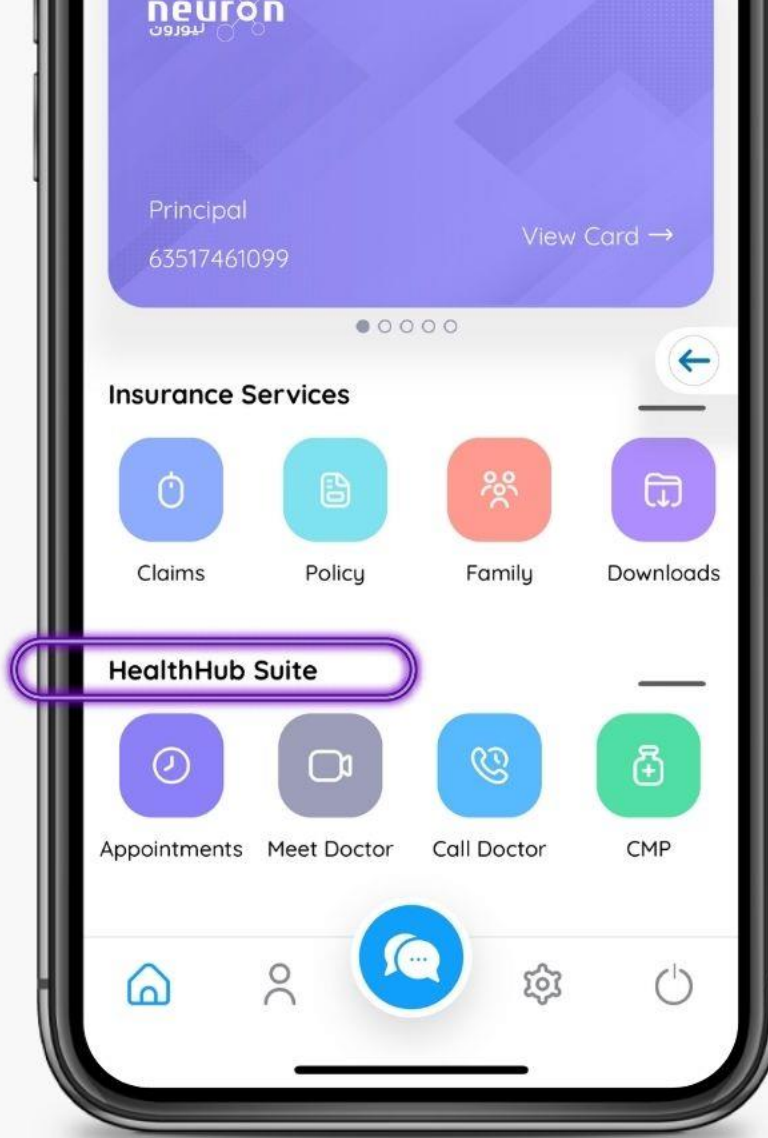 neuron
نيورون
Principal
View Card →
63517461099
Insurance Services
Claims Policy Family Downloads
HealthHub Suite
Appointments Meet Doctor Call Doctor CMP